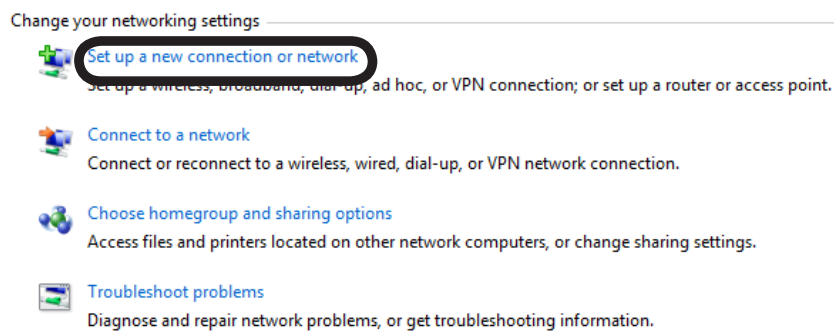 Change your networking settings
Set up a new connection or network
Set up a wireless, broadband, dial-up, ad hoc, or VPN connection; or set up a router or access point.
Connect to a network
Connect or reconnect to a wireless, wired, dial-up, or VPN network connection.
Choose homegroup and sharing options
Access files and printers located on other network computers, or change sharing settings.
Troubleshoot problems
Diagnose and repair network problems, or get troubleshooting information.